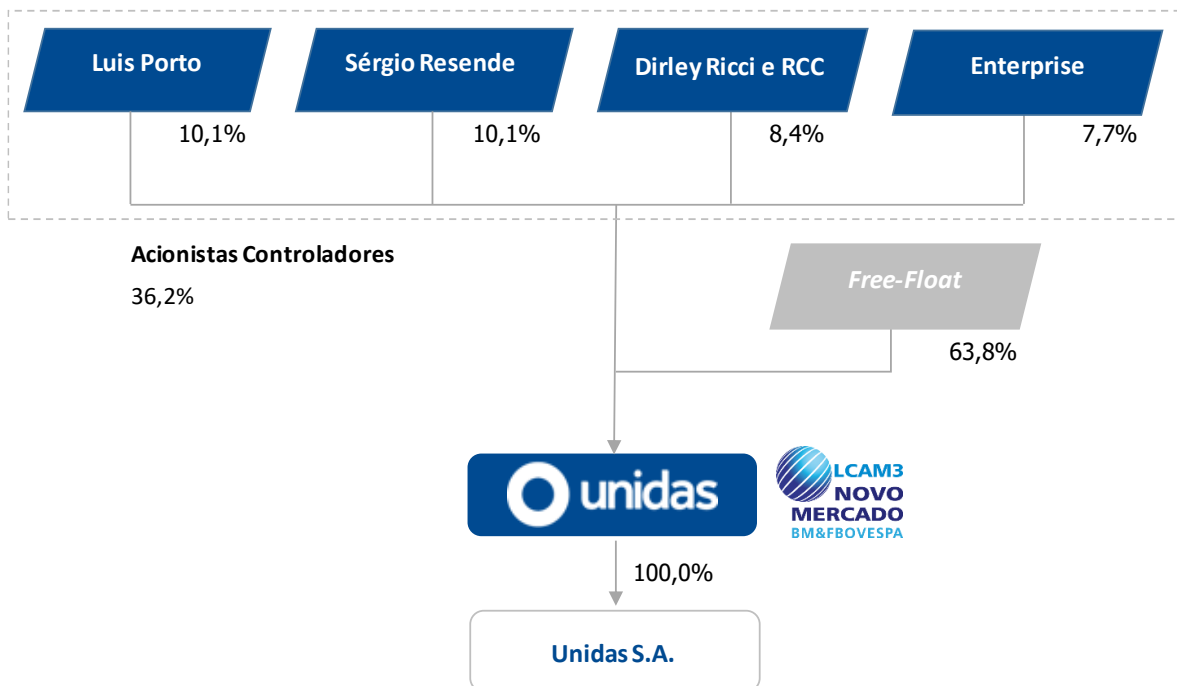 Luis Porto
Sérgio Resende
Dirley Ricci e RCC
Enterprise
10,1%
10,1%
8,4%
7,7%
Acionistas Controladores
36,2%
Free-Float
63,8%
unidas
LCAM3
NOVO
MERCADO
BM&FBOVESPA
100,0%
Unidas S.A.